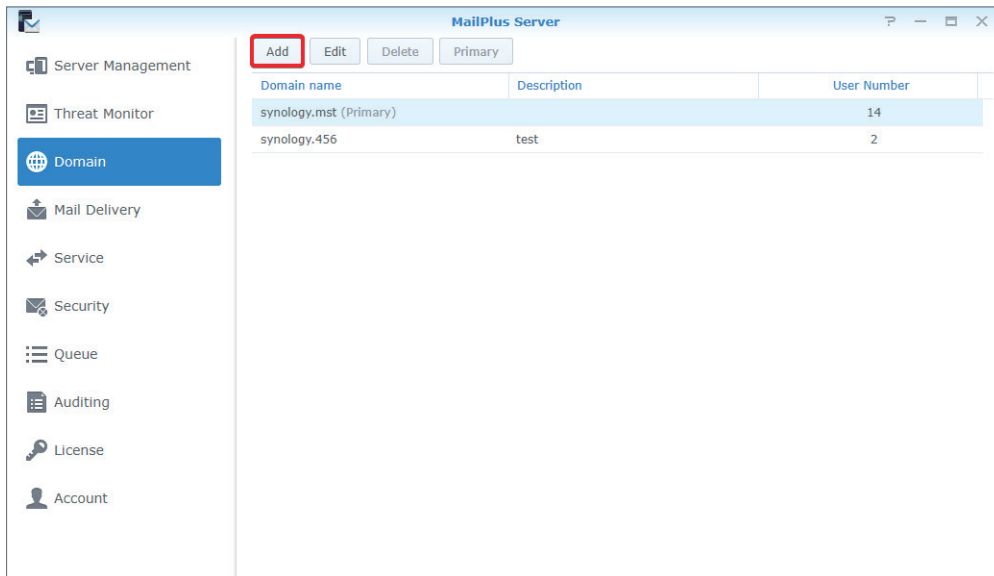 MailPlus Server
Server Management
Threat Monitor
Domain
Mail Delivery
Service
Security
Queue
Auditing
License
Account
Add Edit Delete Primary
Domain name Description User Number
synology.mst (Primary) 14
synology.456 test 2